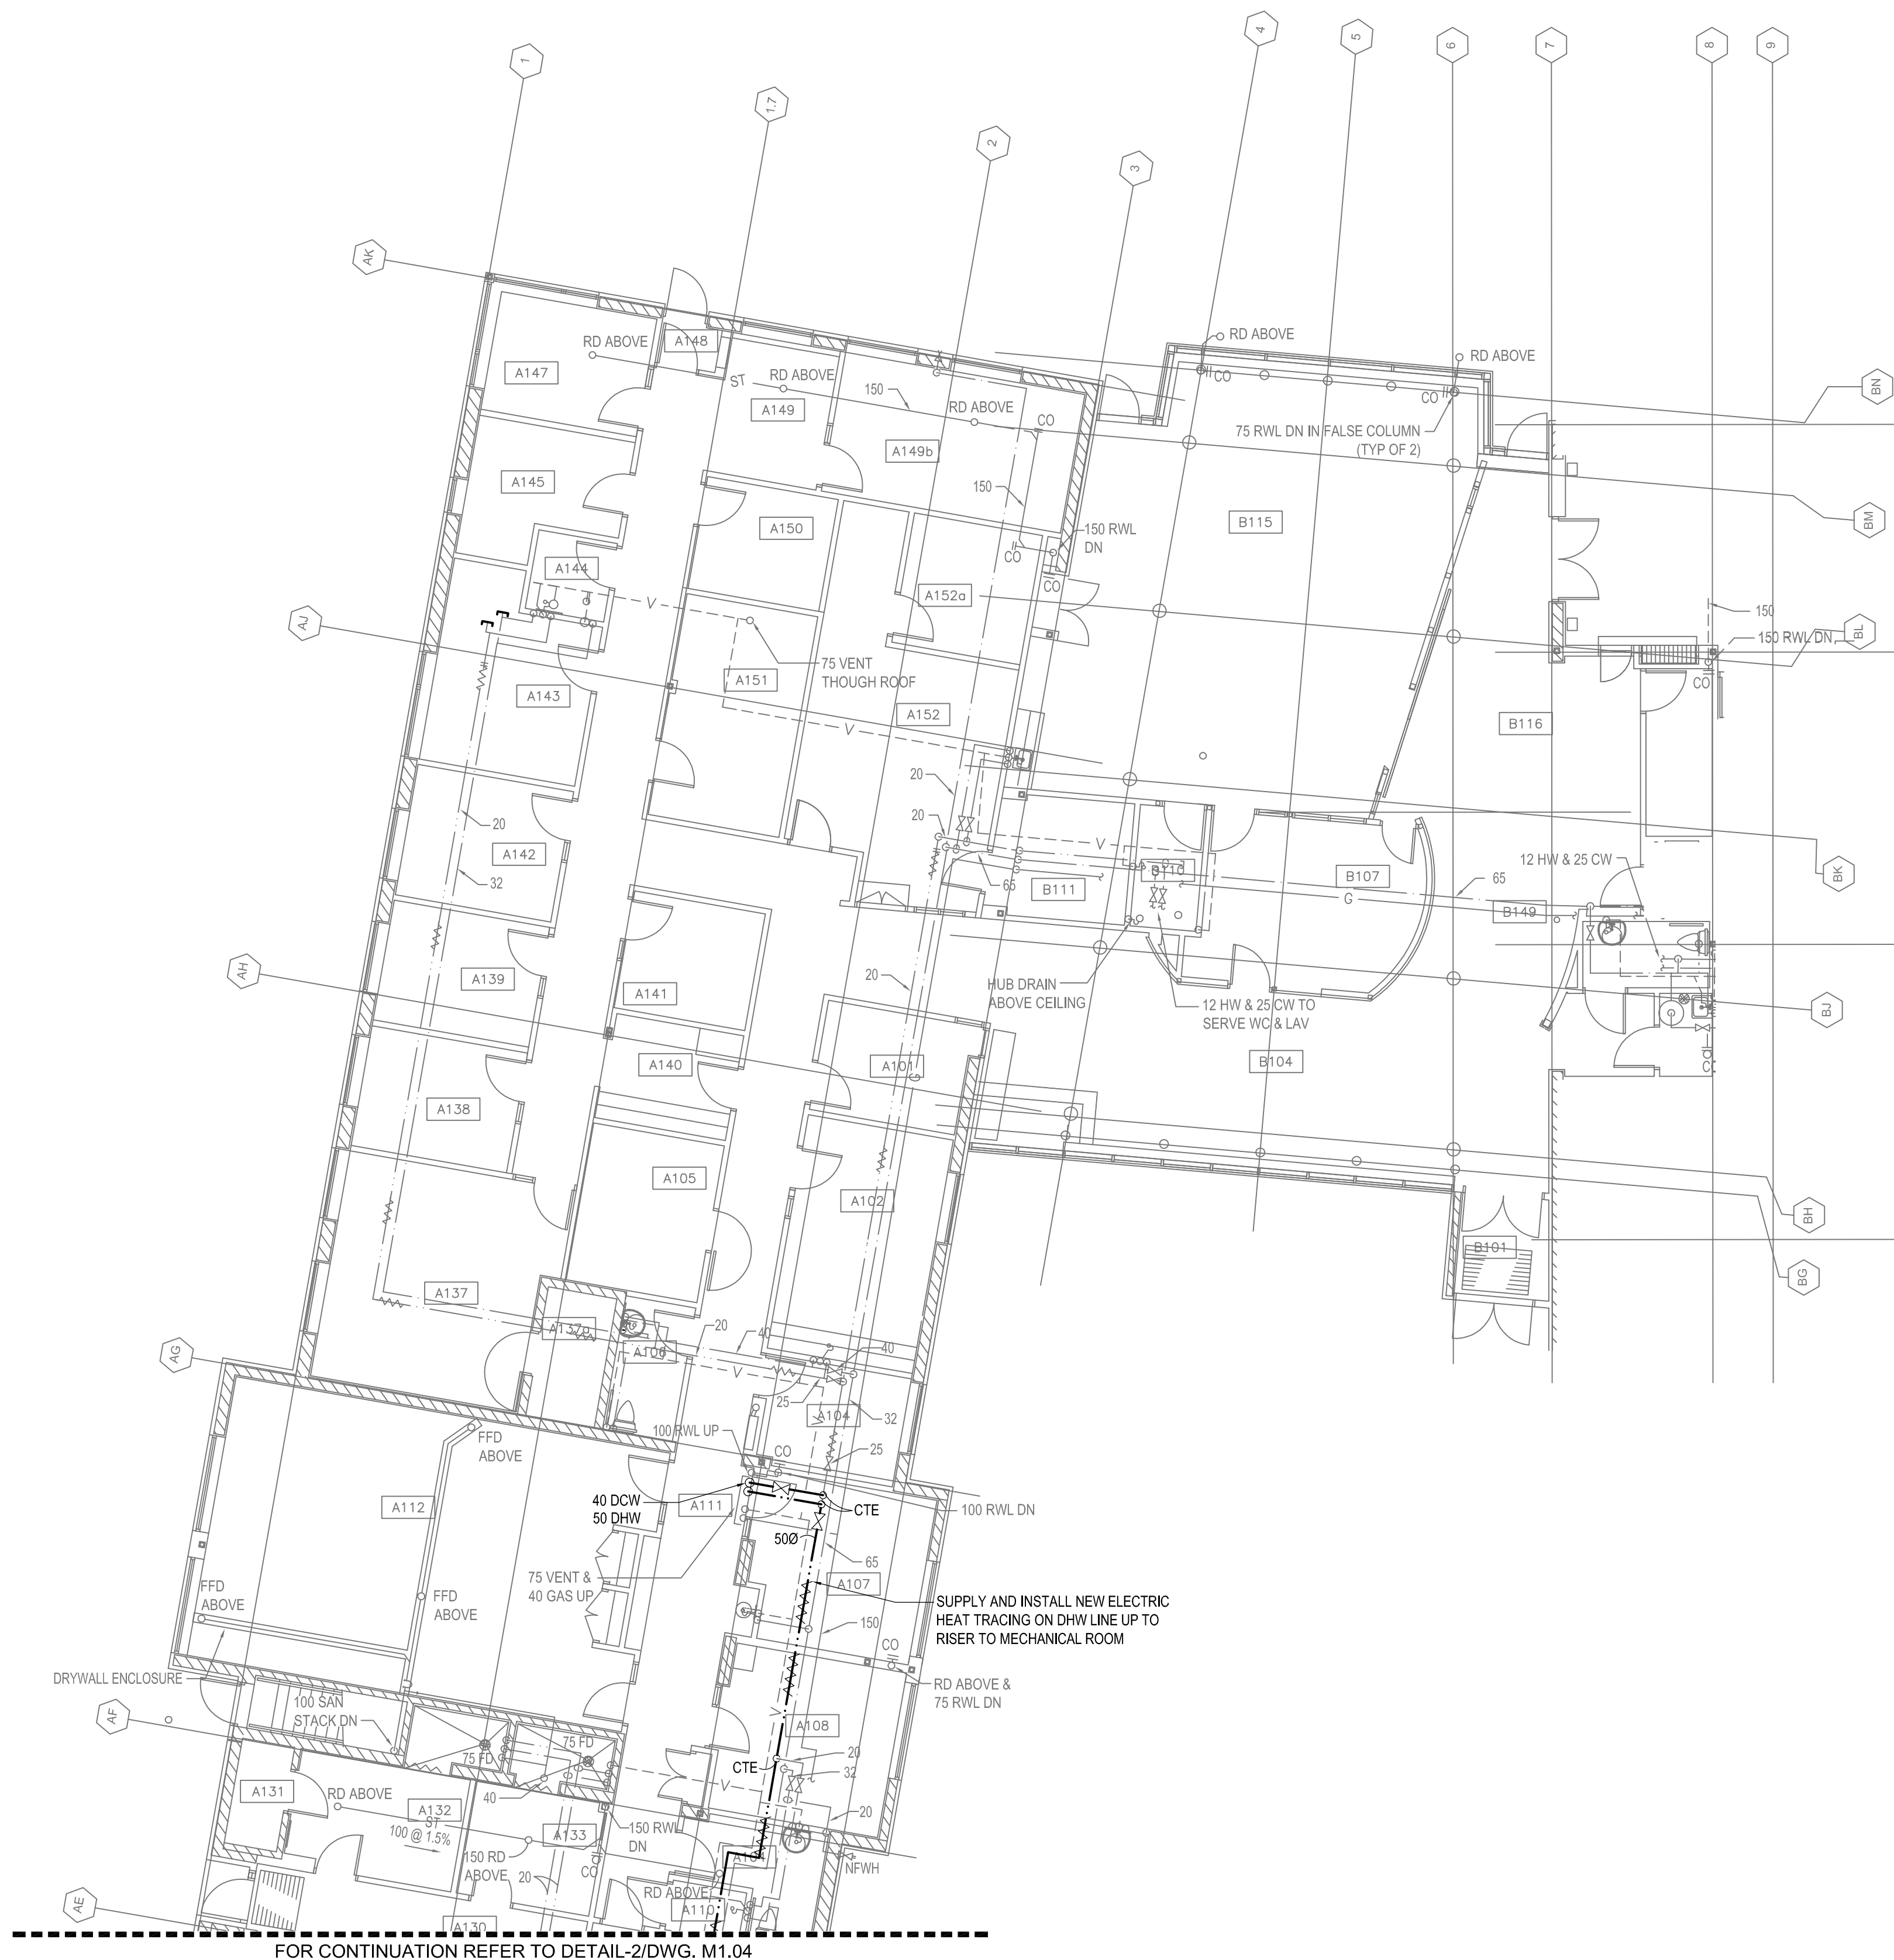 1
1.7
2
3
4
5
6
7
8
9
AK
AJ
AH
AG
AF
AE
BN
BM
BL
BK
BJ
BH
BG
RD ABOVE
A148
A147
ST
RD ABOVE
A149
150
RD ABOVE
CO
A149b
RD ABOVE
CO
RD ABOVE
CO
75 RWL DN IN FALSE COLUMN
(TYP OF 2)
A145
150
A150
B115
150 RWL
DN
CO
CO
A144
V
A152a
150
150 RWL DN
CO
75 VENT
THOUGH ROOF
A151
A143
A152
B116
V
20
20
20
A142
32
65
V
B111
B110
B107
G
65
12 HW & 25 CW
B149
A139
A141
20
HUB DRAIN
ABOVE CEILING
12 HW & 25 CW TO
SERVE WC & LAV
A140
A101
G
B104
A138
A105
A102
B101
A137
A137a
A106
20
40
40
V
25
A104
32
V
25
100 RWL UP
CO
FFD
ABOVE
A112
40 DCW
50 DHW
A111
CTE
100 RWL DN
50Ø
65
75 VENT &
40 GAS UP
A107
FFD
ABOVE
FFD
ABOVE
SUPPLY AND INSTALL NEW ELECTRIC
HEAT TRACING ON DHW LINE UP TO
RISER TO MECHANICAL ROOM
150
CO
DRYWALL ENCLOSURE
RD ABOVE &
75 RWL DN
100 SAN
STACK DN
75 FD
75 FD
V
A108
CTE
20
32
V
20
A131
RD ABOVE
A132
ST
100 @ 1.5%
40
A133
150 RWL
DN
150 RD
ABOVE
CO
20
NFWH
RD ABOVE
A110
A130
FOR CONTINUATION REFER TO DETAIL-2/DWG. M1.04